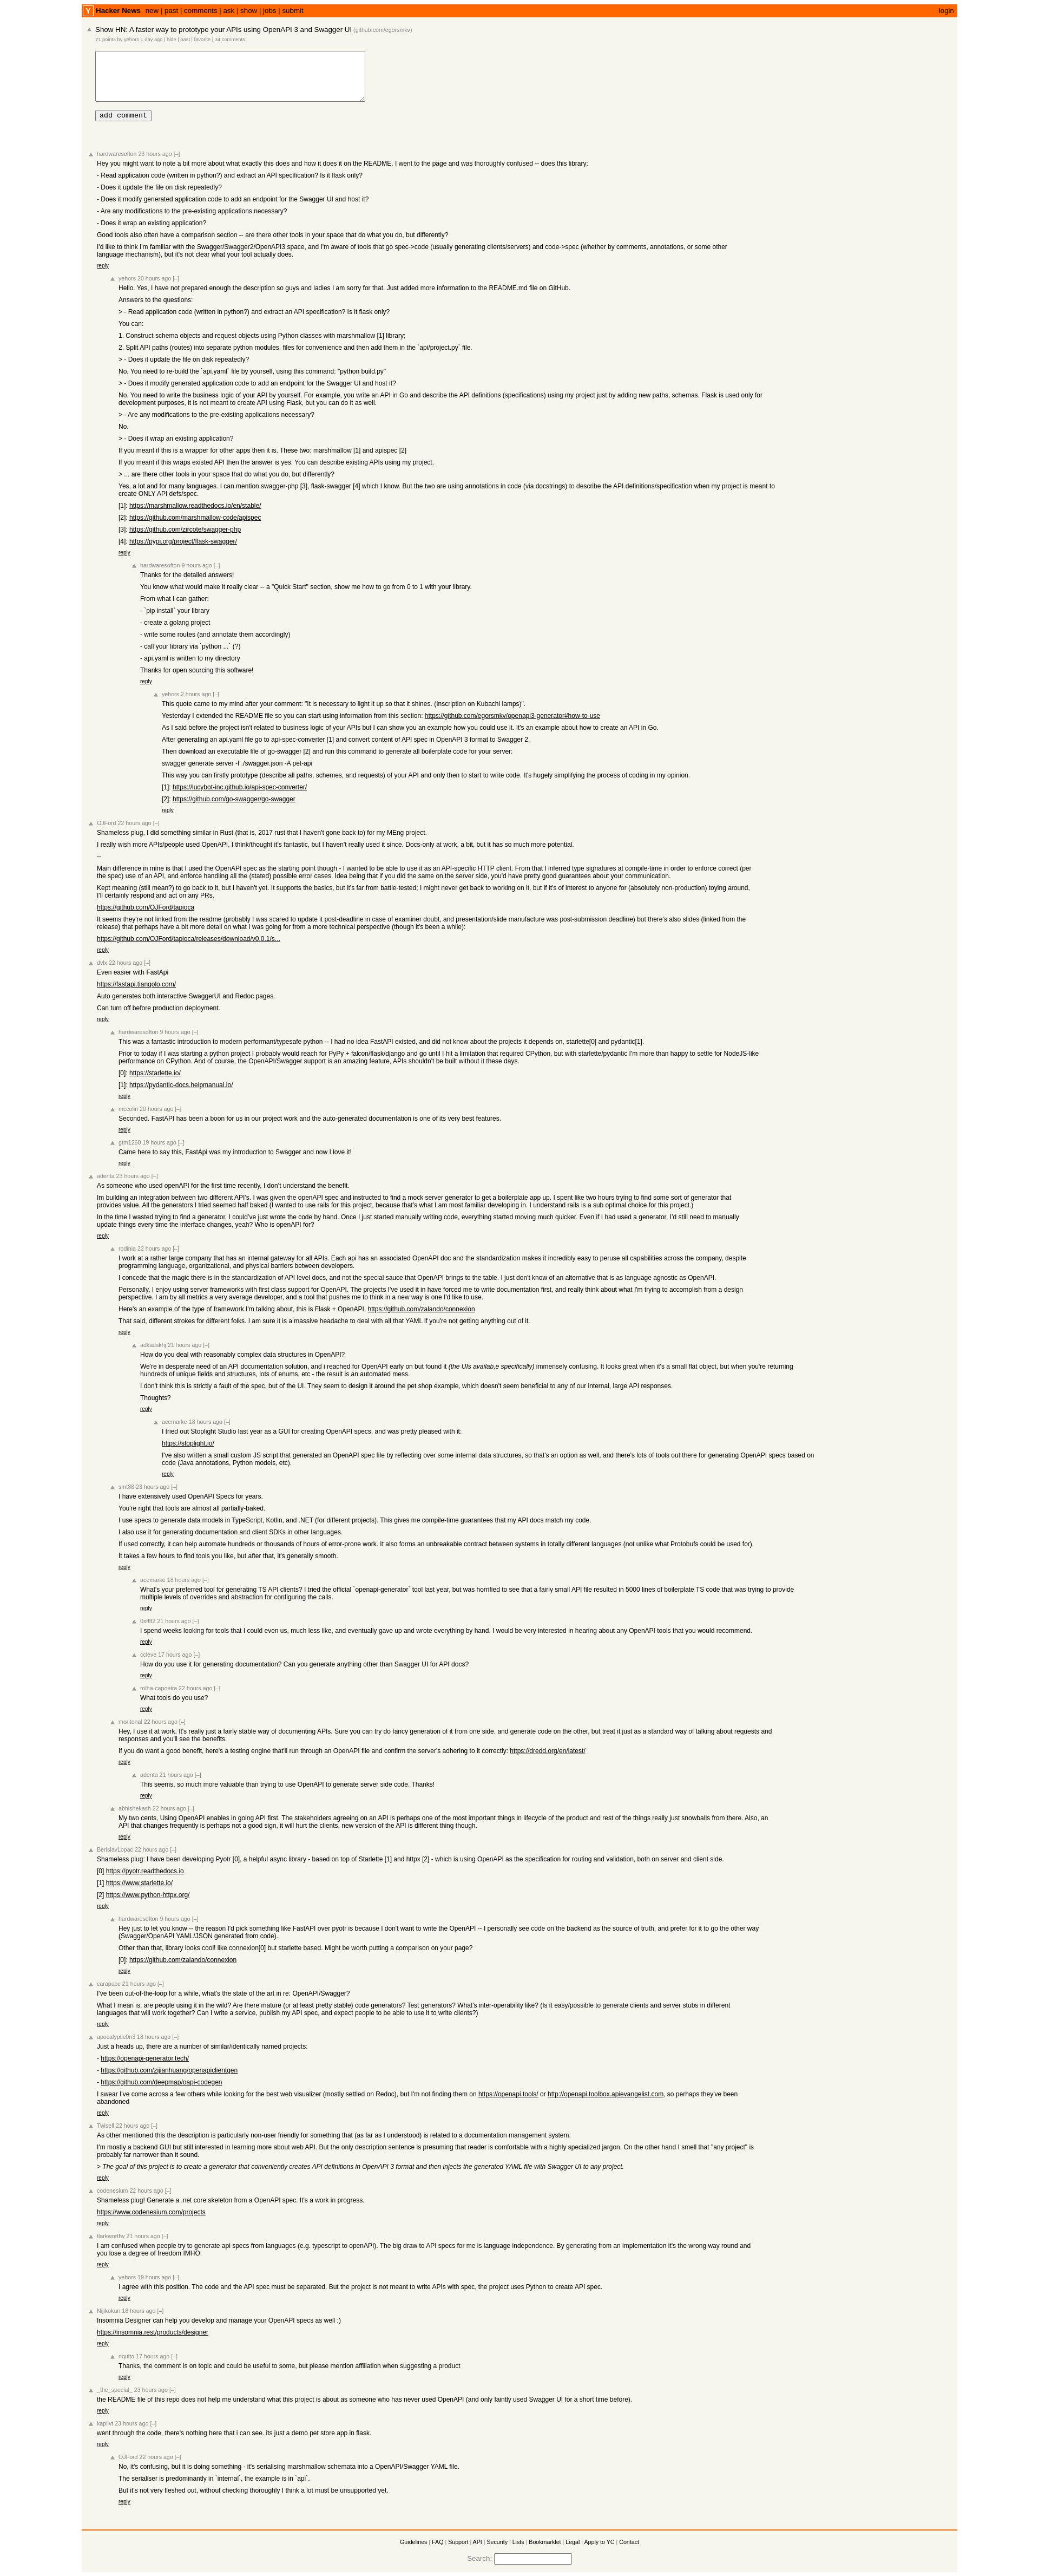 Y Hacker News new | past | comments | ask | show | jobs | submit login
Show HN: A faster way to prototype your APIs using OpenAPI 3 and Swagger UI (github.com/egorsmkv)
71 points by yehors 1 day ago | hide | past | favorite | 34 comments
add comment
hardwaresofton 23 hours ago [–]
Hey you might want to note a bit more about what exactly this does and how it does it on the README. I went to the page and was thoroughly confused -- does this library:
- Read application code (written in python?) and extract an API specification? Is it flask only?
- Does it update the file on disk repeatedly?
- Does it modify generated application code to add an endpoint for the Swagger UI and host it?
- Are any modifications to the pre-existing applications necessary?
- Does it wrap an existing application?
Good tools also often have a comparison section -- are there other tools in your space that do what you do, but differently?
I'd like to think I'm familiar with the Swagger/Swagger2/OpenAPI3 space, and I'm aware of tools that go spec->code (usually generating clients/servers) and code->spec (whether by comments, annotations, or some other
language mechanism), but it's not clear what your tool actually does.
reply
yehors 20 hours ago [–]
Hello. Yes, I have not prepared enough the description so guys and ladies I am sorry for that. Just added more information to the README.md file on GitHub.
Answers to the questions:
> - Read application code (written in python?) and extract an API specification? Is it flask only?
You can:
1. Construct schema objects and request objects using Python classes with marshmallow [1] library;
2. Split API paths (routes) into separate python modules, files for convenience and then add them in the `api/project.py` file.
> - Does it update the file on disk repeatedly?
No. You need to re-build the `api.yaml` file by yourself, using this command: "python build.py"
> - Does it modify generated application code to add an endpoint for the Swagger UI and host it?
No. You need to write the business logic of your API by yourself. For example, you write an API in Go and describe the API definitions (specifications) using my project just by adding new paths, schemas. Flask is used only for
development purposes, it is not meant to create API using Flask, but you can do it as well.
> - Are any modifications to the pre-existing applications necessary?
No.
> - Does it wrap an existing application?
If you meant if this is a wrapper for other apps then it is. These two: marshmallow [1] and apispec [2]
If you meant if this wraps existed API then the answer is yes. You can describe existing APIs using my project.
> ... are there other tools in your space that do what you do, but differently?
Yes, a lot and for many languages. I can mention swagger-php [3], flask-swagger [4] which I know. But the two are using annotations in code (via docstrings) to describe the API definitions/specification when my project is meant to
create ONLY API defs/spec.
[1]: https://marshmallow.readthedocs.io/en/stable/
[2]: https://github.com/marshmallow-code/apispec
[3]: https://github.com/zircote/swagger-php
[4]: https://pypi.org/project/flask-swagger/
reply
hardwaresofton 9 hours ago [–]
Thanks for the detailed answers!
You know what would make it really clear -- a "Quick Start" section, show me how to go from 0 to 1 with your library.
From what I can gather:
- `pip install` your library
- create a golang project
- write some routes (and annotate them accordingly)
- call your library via `python ...` (?)
- api.yaml is written to my directory
Thanks for open sourcing this software!
reply
yehors 2 hours ago [–]
This quote came to my mind after your comment: "It is necessary to light it up so that it shines. (Inscription on Kubachi lamps)".
Yesterday I extended the README file so you can start using information from this section: https://github.com/egorsmkv/openapi3-generator#how-to-use
As I said before the project isn't related to business logic of your APIs but I can show you an example how you could use it. It's an example about how to create an API in Go.
After generating an api.yaml file go to api-spec-converter [1] and convert content of API spec in OpenAPI 3 format to Swagger 2.
Then download an executable file of go-swagger [2] and run this command to generate all boilerplate code for your server:
swagger generate server -f ./swagger.json -A pet-api
This way you can firstly prototype (describe all paths, schemes, and requests) of your API and only then to start to write code. It's hugely simplifying the process of coding in my opinion.
[1]: https://lucybot-inc.github.io/api-spec-converter/
[2]: https://github.com/go-swagger/go-swagger
reply
OJFord 22 hours ago [–]
Shameless plug, I did something similar in Rust (that is, 2017 rust that I haven't gone back to) for my MEng project.
I really wish more APIs/people used OpenAPI, I think/thought it's fantastic, but I haven't really used it since. Docs-only at work, a bit, but it has so much more potential.
--
Main difference in mine is that I used the OpenAPI spec as the starting point though - I wanted to be able to use it as an API-specific HTTP client. From that I inferred type signatures at compile-time in order to enforce correct (per
the spec) use of an API, and enforce handling all the (stated) possible error cases. Idea being that if you did the same on the server side, you'd have pretty good guarantees about your communication.
Kept meaning (still mean?) to go back to it, but I haven't yet. It supports the basics, but it's far from battle-tested; I might never get back to working on it, but if it's of interest to anyone for (absolutely non-production) toying around,
I'll certainly respond and act on any PRs.
https://github.com/OJFord/tapioca
It seems they're not linked from the readme (probably I was scared to update it post-deadline in case of examiner doubt, and presentation/slide manufacture was post-submission deadline) but there's also slides (linked from the
release) that perhaps have a bit more detail on what I was going for from a more technical perspective (though it's been a while):
https://github.com/OJFord/tapioca/releases/download/v0.0.1/s...
reply
dvlx 22 hours ago [–]
Even easier with FastApi
https://fastapi.tiangolo.com/
Auto generates both interactive SwaggerUI and Redoc pages.
Can turn off before production deployment.
reply
hardwaresofton 9 hours ago [–]
This was a fantastic introduction to modern performant/typesafe python -- I had no idea FastAPI existed, and did not know about the projects it depends on, starlette[0] and pydantic[1].
Prior to today if I was starting a python project I probably would reach for PyPy + falcon/flask/django and go until I hit a limitation that required CPython, but with starlette/pydantic I'm more than happy to settle for NodeJS-like
performance on CPython. And of course, the OpenAPI/Swagger support is an amazing feature, APIs shouldn't be built without it these days.
[0]: https://starlette.io/
[1]: https://pydantic-docs.helpmanual.io/
reply
mccolin 20 hours ago [–]
Seconded. FastAPI has been a boon for us in our project work and the auto-generated documentation is one of its very best features.
reply
gtm1260 19 hours ago [–]
Came here to say this, FastApi was my introduction to Swagger and now I love it!
reply
adenta 23 hours ago [–]
As someone who used openAPI for the first time recently, I don't understand the benefit.
Im building an integration between two different API's. I was given the openAPI spec and instructed to find a mock server generator to get a boilerplate app up. I spent like two hours trying to find some sort of generator that
provides value. All the generators I tried seemed half baked (I wanted to use rails for this project, because that's what I am most familiar developing in. I understand rails is a sub optimal choice for this project.)
In the time I wasted trying to find a generator, I could've just wrote the code by hand. Once I just started manually writing code, everything started moving much quicker. Even if I had used a generator, I'd still need to manually
update things every time the interface changes, yeah? Who is openAPI for?
reply
rodinia 22 hours ago [–]
I work at a rather large company that has an internal gateway for all APIs. Each api has an associated OpenAPI doc and the standardization makes it incredibly easy to peruse all capabilities across the company, despite
programming language, organizational, and physical barriers between developers.
I concede that the magic there is in the standardization of API level docs, and not the special sauce that OpenAPI brings to the table. I just don't know of an alternative that is as language agnostic as OpenAPI.
Personally, I enjoy using server frameworks with first class support for OpenAPI. The projects I've used it in have forced me to write documentation first, and really think about what I'm trying to accomplish from a design
perspective. I am by all metrics a very average developer, and a tool that pushes me to think in a new way is one I'd like to use.
Here's an example of the type of framework I'm talking about, this is Flask + OpenAPI. https://github.com/zalando/connexion
That said, different strokes for different folks. I am sure it is a massive headache to deal with all that YAML if you're not getting anything out of it.
reply
adkadskhj 21 hours ago [–]
How do you deal with reasonably complex data structures in OpenAPI?
We're in desperate need of an API documentation solution, and i reached for OpenAPI early on but found it (the UIs availab,e specifically) immensely confusing. It looks great when it's a small flat object, but when you're returning
hundreds of unique fields and structures, lots of enums, etc - the result is an automated mess.
I don't think this is strictly a fault of the spec, but of the UI. They seem to design it around the pet shop example, which doesn't seem beneficial to any of our internal, large API responses.
Thoughts?
reply
acemarke 18 hours ago [–]
I tried out Stoplight Studio last year as a GUI for creating OpenAPI specs, and was pretty pleased with it:
https://stoplight.io/
I've also written a small custom JS script that generated an OpenAPI spec file by reflecting over some internal data structures, so that's an option as well, and there's lots of tools out there for generating OpenAPI specs based on
code (Java annotations, Python models, etc).
reply
smt88 23 hours ago [–]
I have extensively used OpenAPI Specs for years.
You're right that tools are almost all partially-baked.
I use specs to generate data models in TypeScript, Kotlin, and .NET (for different projects). This gives me compile-time guarantees that my API docs match my code.
I also use it for generating documentation and client SDKs in other languages.
If used correctly, it can help automate hundreds or thousands of hours of error-prone work. It also forms an unbreakable contract between systems in totally different languages (not unlike what Protobufs could be used for).
It takes a few hours to find tools you like, but after that, it's generally smooth.
reply
acemarke 18 hours ago [–]
What's your preferred tool for generating TS API clients? I tried the official `openapi-generator` tool last year, but was horrified to see that a fairly small API file resulted in 5000 lines of boilerplate TS code that was trying to provide
multiple levels of overrides and abstraction for configuring the calls.
reply
0xffff2 21 hours ago [–]
I spend weeks looking for tools that I could even us, much less like, and eventually gave up and wrote everything by hand. I would be very interested in hearing about any OpenAPI tools that you would recommend.
reply
ccleve 17 hours ago [–]
How do you use it for generating documentation? Can you generate anything other than Swagger UI for API docs?
reply
rolha-capoeira 22 hours ago [–]
What tools do you use?
reply
moritonal 22 hours ago [–]
Hey, I use it at work. It's really just a fairly stable way of documenting APIs. Sure you can try do fancy generation of it from one side, and generate code on the other, but treat it just as a standard way of talking about requests and
responses and you'll see the benefits.
If you do want a good benefit, here's a testing engine that'll run through an OpenAPI file and confirm the server's adhering to it correctly: https://dredd.org/en/latest/
reply
adenta 21 hours ago [–]
This seems, so much more valuable than trying to use OpenAPI to generate server side code. Thanks!
reply
abhishekash 22 hours ago [–]
My two cents, Using OpenAPI enables in going API first. The stakeholders agreeing on an API is perhaps one of the most important things in lifecycle of the product and rest of the things really just snowballs from there. Also, an
API that changes frequently is perhaps not a good sign, it will hurt the clients, new version of the API is different thing though.
reply
BerislavLopac 22 hours ago [–]
Shameless plug: I have been developing Pyotr [0], a helpful async library - based on top of Starlette [1] and httpx [2] - which is using OpenAPI as the specification for routing and validation, both on server and client side.
[0] https://pyotr.readthedocs.io
[1] https://www.starlette.io/
[2] https://www.python-httpx.org/
reply
hardwaresofton 9 hours ago [–]
Hey just to let you know -- the reason I'd pick something like FastAPI over pyotr is because I don't want to write the OpenAPI -- I personally see code on the backend as the source of truth, and prefer for it to go the other way
(Swagger/OpenAPI YAML/JSON generated from code).
Other than that, library looks cool! like connexion[0] but starlette based. Might be worth putting a comparison on your page?
[0]: https://github.com/zalando/connexion
reply
carapace 21 hours ago [–]
I've been out-of-the-loop for a while, what's the state of the art in re: OpenAPI/Swagger?
What I mean is, are people using it in the wild? Are there mature (or at least pretty stable) code generators? Test generators? What's inter-operability like? (Is it easy/possible to generate clients and server stubs in different
languages that will work together? Can I write a service, publish my API spec, and expect people to be able to use it to write clients?)
reply
apocalyptic0n3 18 hours ago [–]
Just a heads up, there are a number of similar/identically named projects:
- https://openapi-generator.tech/
- https://github.com/zijianhuang/openapiclientgen
- https://github.com/deepmap/oapi-codegen
I swear I've come across a few others while looking for the best web visualizer (mostly settled on Redoc), but I'm not finding them on https://openapi.tools/ or http://openapi.toolbox.apievangelist.com, so perhaps they've been
abandoned
reply
Twisell 22 hours ago [–]
As other mentioned this the description is particularly non-user friendly for something that (as far as I understood) is related to a documentation management system.
I'm mostly a backend GUI but still interested in learning more about web API. But the only description sentence is presuming that reader is comfortable with a highly specialized jargon. On the other hand I smell that "any project" is
probably far narrower than it sound.
> The goal of this project is to create a generator that conveniently creates API definitions in OpenAPI 3 format and then injects the generated YAML file with Swagger UI to any project.
reply
codenesium 22 hours ago [–]
Shameless plug! Generate a .net core skeleton from a OpenAPI spec. It's a work in progress.
https://www.codenesium.com/projects
reply
tlarkworthy 21 hours ago [–]
I am confused when people try to generate api specs from languages (e.g. typescript to openAPI). The big draw to API specs for me is language independence. By generating from an implementation it's the wrong way round and
you lose a degree of freedom IMHO.
reply
yehors 19 hours ago [–]
I agree with this position. The code and the API spec must be separated. But the project is not meant to write APIs with spec, the project uses Python to create API spec.
reply
Nijikokun 18 hours ago [–]
Insomnia Designer can help you develop and manage your OpenAPI specs as well :)
https://insomnia.rest/products/designer
reply
riquito 17 hours ago [–]
Thanks, the comment is on topic and could be useful to some, but please mention affiliation when suggesting a product
reply
_the_special_ 23 hours ago [–]
the README file of this repo does not help me understand what this project is about as someone who has never used OpenAPI (and only faintly used Swagger UI for a short time before).
reply
kapilvt 23 hours ago [–]
went through the code, there's nothing here that i can see. its just a demo pet store app in flask.
reply
OJFord 22 hours ago [–]
No, it's confusing, but it is doing something - it's serialising marshmallow schemata into a OpenAPI/Swagger YAML file.
The serialiser is predominantly in `internal`, the example is in `api`.
But it's not very fleshed out, without checking thoroughly I think a lot must be unsupported yet.
reply
Guidelines | FAQ | Support | API | Security | Lists | Bookmarklet | Legal | Apply to YC | Contact
Search: